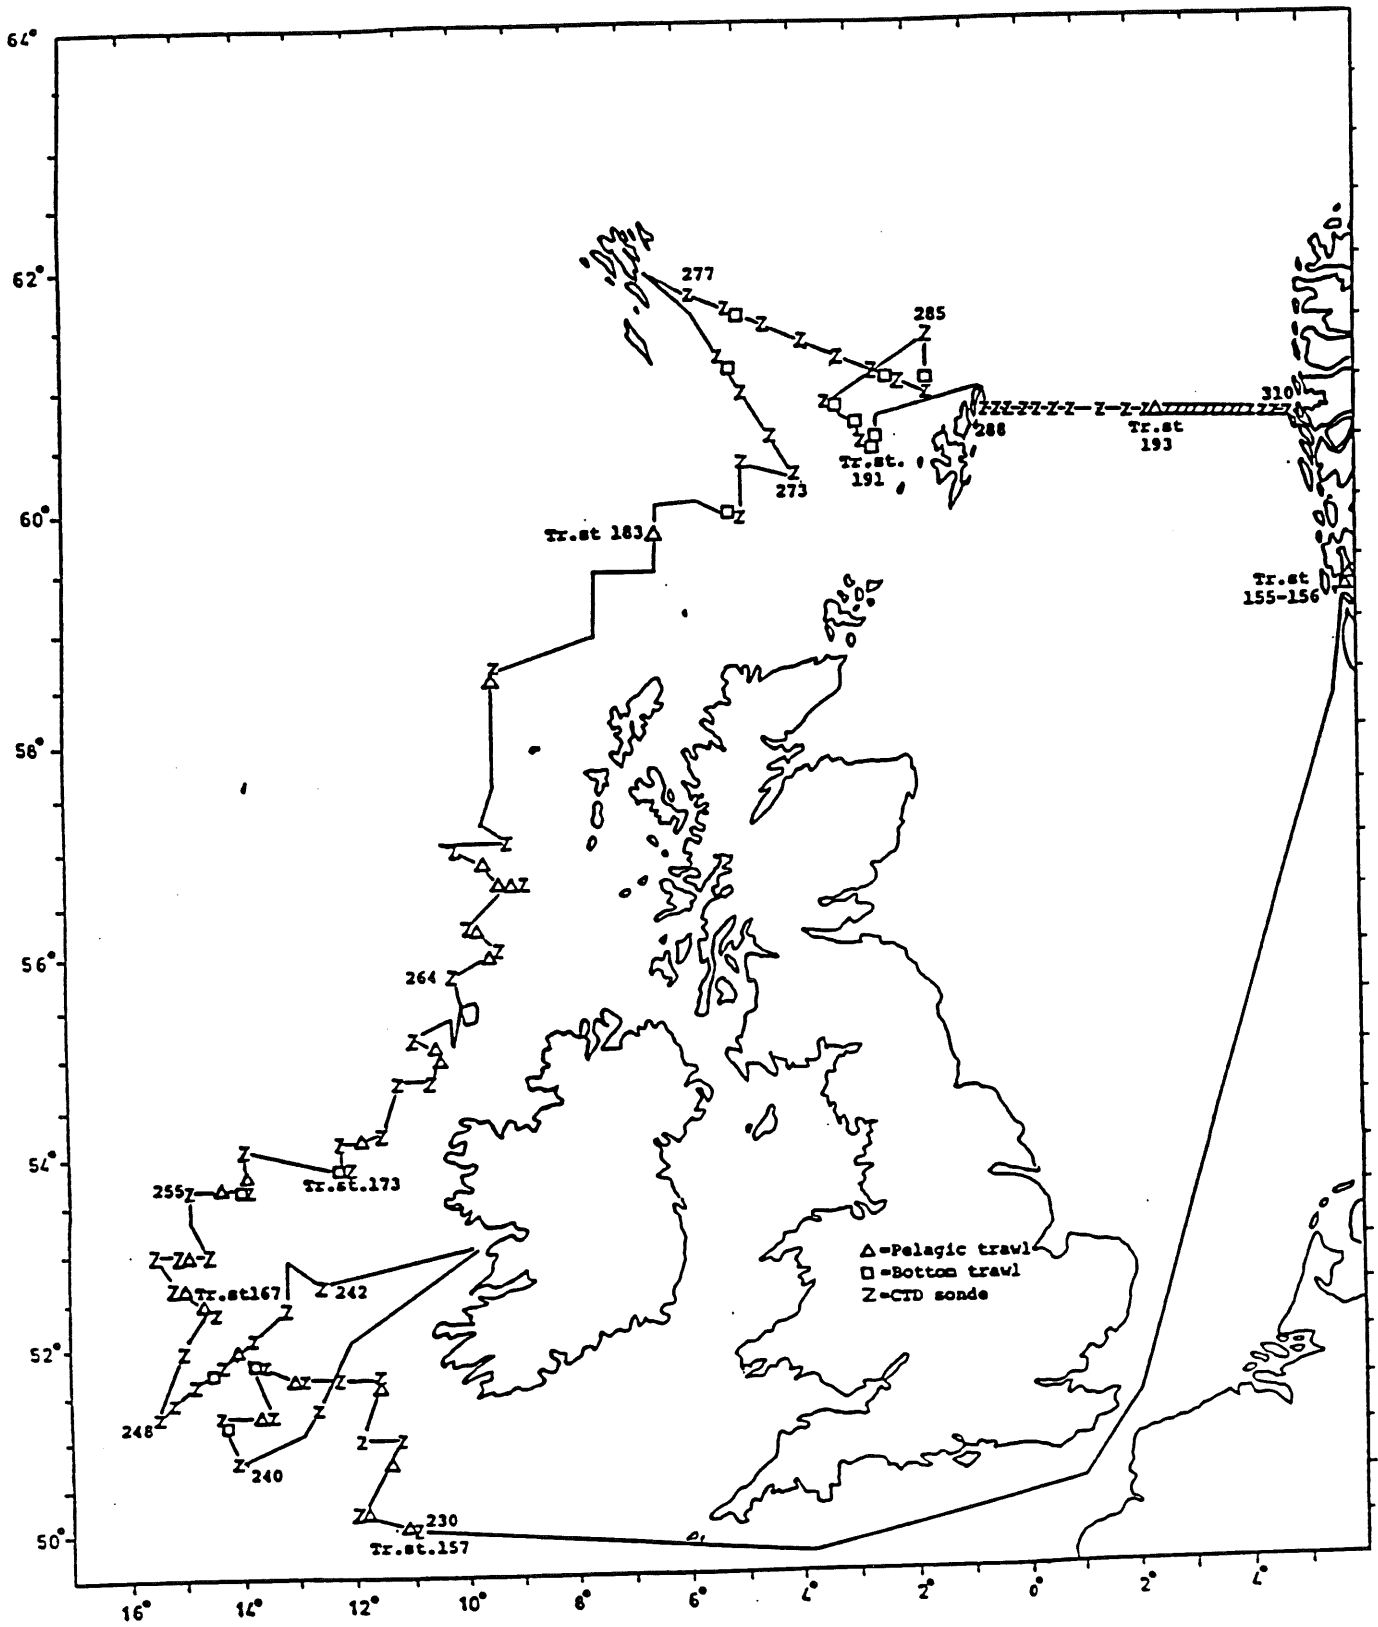 64°
62°
277
285
310
288
Tr.st
193
Tr.st.
191
273
60°
Tr.st 183
Tr.st
155-156
58°
56°
264
54°
255
Tr.st.173
Δ=Pelagic trawl
□=Bottom trawl
Z=CTD sonde
242
Tr.st167
52°
248
240
230
50°
Tr.st.157
16° 14° 12° 10° 8° 6° 4° 2° 0° 2° 4°